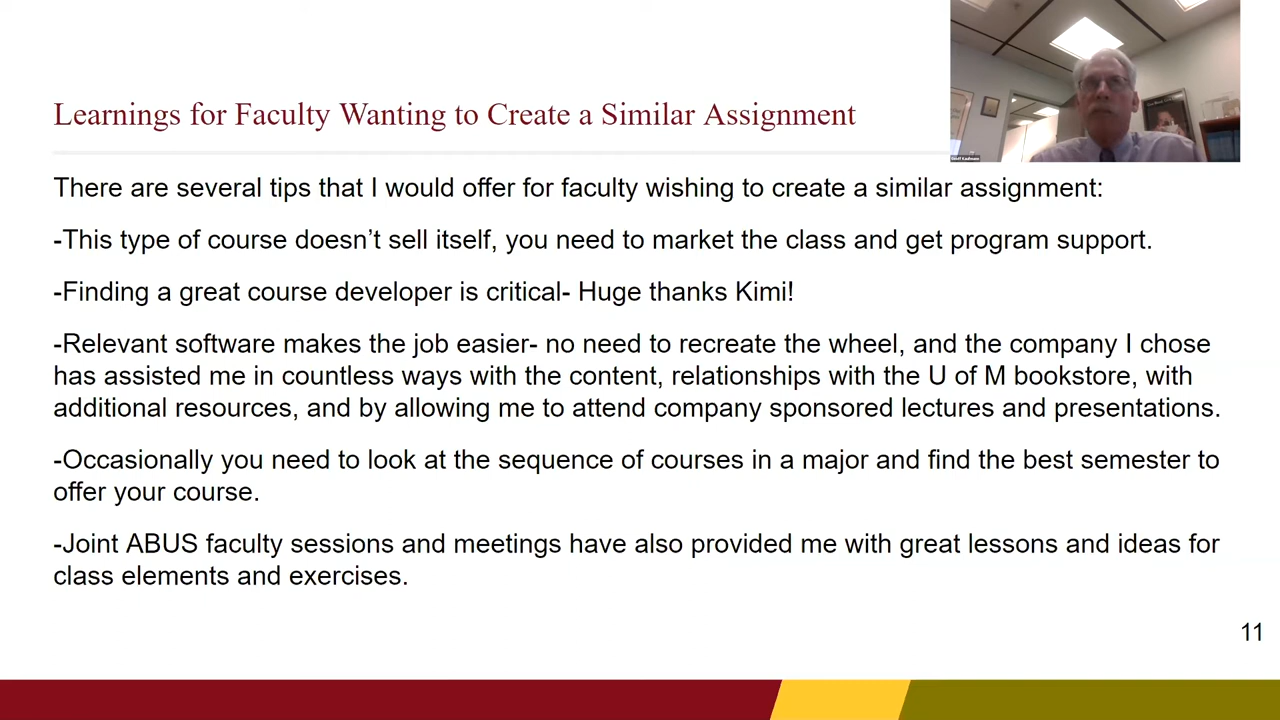 Learnings for Faculty Wanting to Create a Similar Assignment
There are several tips that I would offer for faculty wishing to create a similar assignment:
-This type of course doesn’t sell itself, you need to market the class and get program support.
-Finding a great course developer is critical- Huge thanks Kimi!
-Relevant software makes the job easier- no need to recreate the wheel, and the company I chose
has assisted me in countless ways with the content, relationships with the U of M bookstore, with
additional resources, and by allowing me to attend company sponsored lectures and presentations.
-Occasionally you need to look at the sequence of courses in a major and find the best semester to
offer your course.
-Joint ABUS faculty sessions and meetings have also provided me with great lessons and ideas for
class elements and exercises.
11